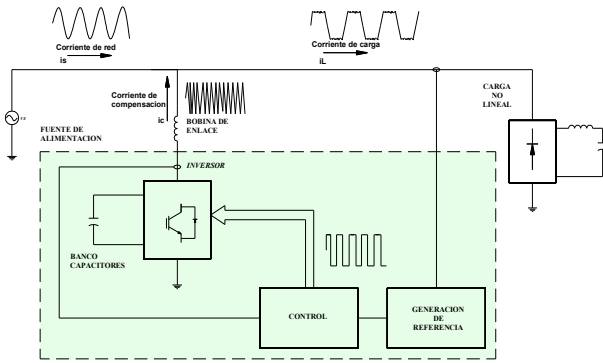 Corriente de red
is
Corriente de carga
iL
Corriente de
compensacion
ic
BOBINA DE
ENLACE
CARGA
NO
LINEAL
FUENTE DE
ALIMENTACION
INVERSOR
BANCO
CAPACITORES
CONTROL
GENERACION
DE
REFERENCIA